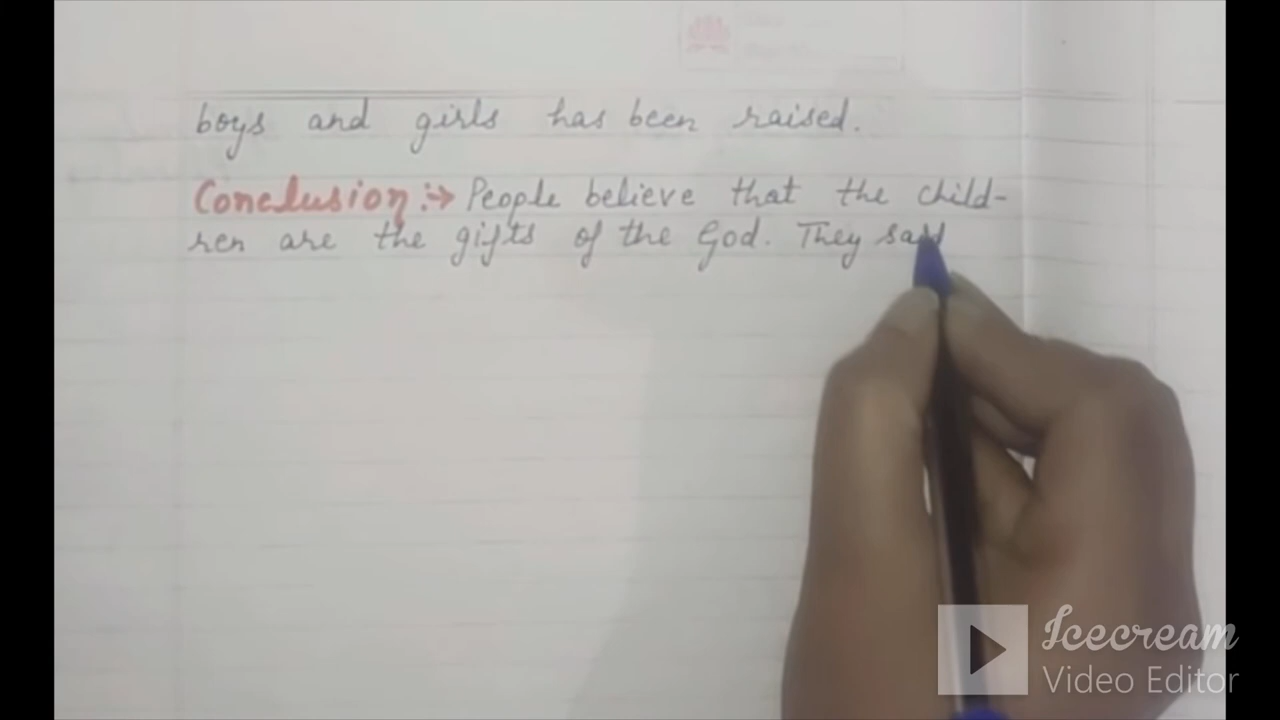 boys and girls has been raised.
Conclusion :→ People believe that the child-
ren are the gifts of the God. They
Icecream
Video Editor